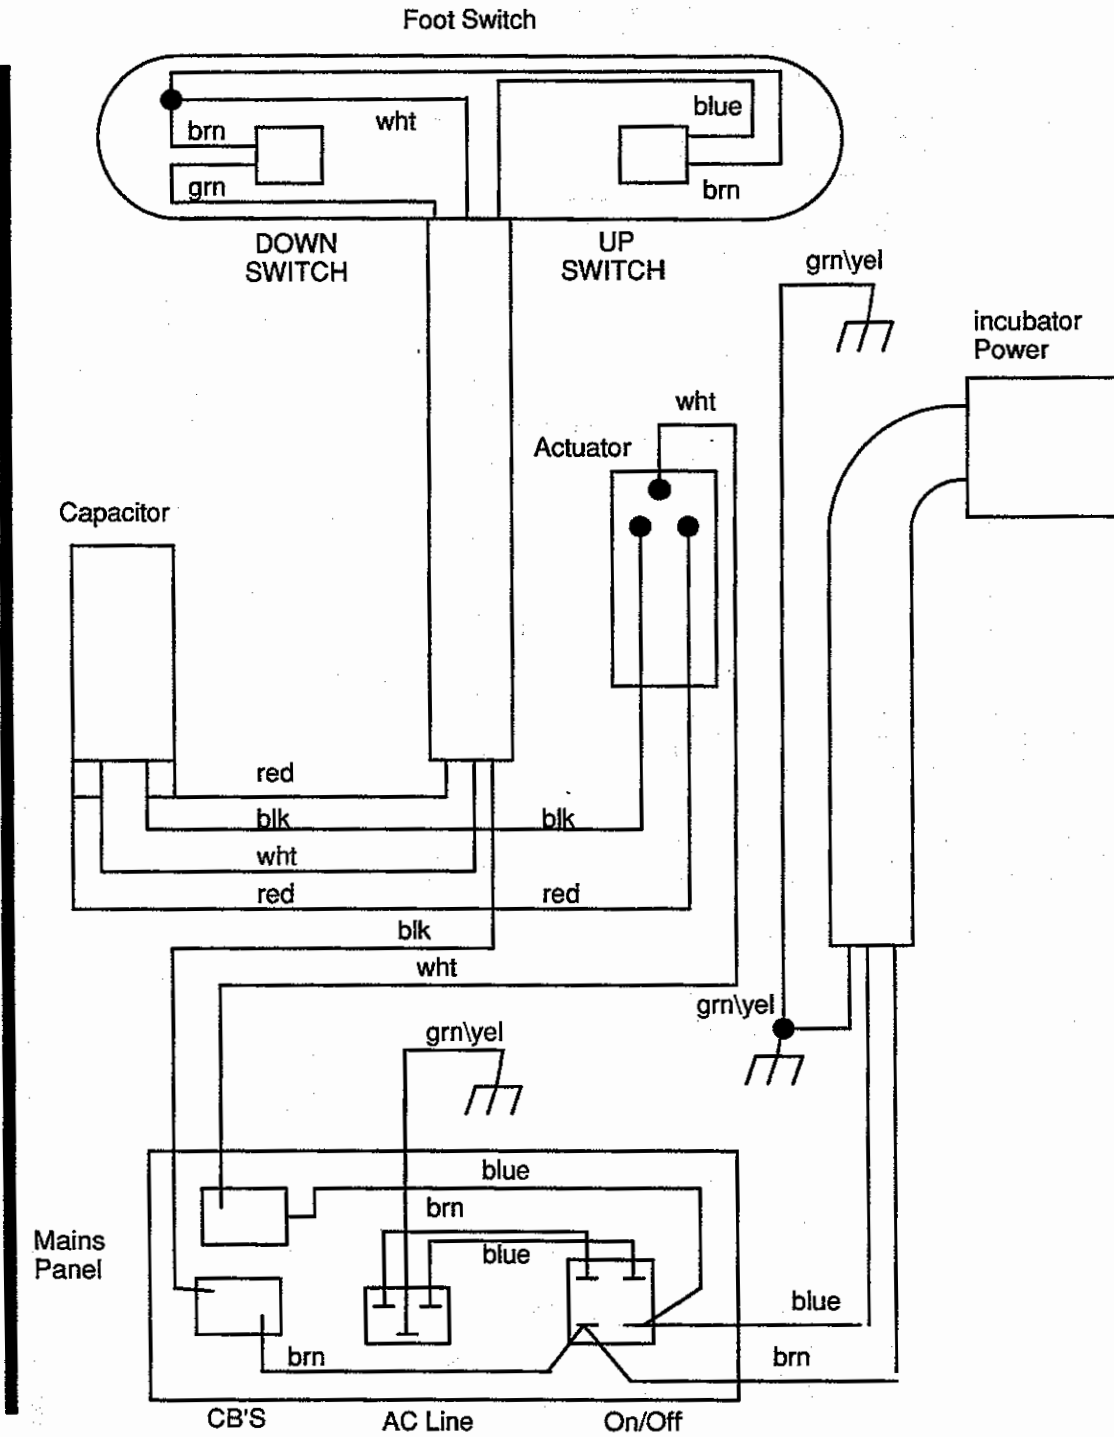 Foot Switch
blue
wht
brn
grn
brn
DOWN
SWITCH
UP
SWITCH
grn\yel
incubator
Power
wht
Actuator
Capacitor
red
blk
blk
wht
red
red
blk
wht
grn\yel
grn\yel
blue
brn
Mains
Panel
blue
blue
brn
brn
CB'S
AC Line
On/Off